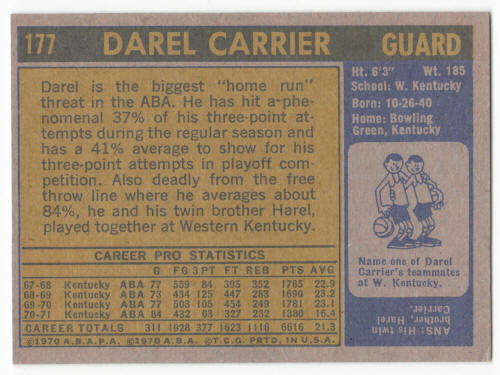 177 DAREL CARRIER GUARD
Darel is the biggest "home run"
threat in the ABA. He has hit a phe-
nomenal 37% of his three-point at-
tempts during the regular season and
has a 41% average to show for his
three-point attempts in playoff com-
petition. Also deadly from the free
throw line where he averages about
84%, he and his twin brother Harel,
played together at Western Kentucky.
CAREER PRO STATISTICS
G FG 3PT FT REB PTS AVG
67-68 Kentucky ABA 77 559 84 395 352 1765 22.9
68-69 Kentucky ABA 73 434 125 447 283 1690 23.2
69-70 Kentucky ABA 77 503 105 454 249 1781 23.1
70-71 Kentucky ABA 84 432 63 327 232 1380 16.4
CAREER TOTALS 311 1928 377 1623 1116 6616 21.3
©1970 A.B.A.P.A. ©1970 A.B.A. ©T.C.G. PRTD. IN U.S.A.
Ht. 6'3" Wt. 185
School: W. Kentucky
Born: 10-26-40
Home: Bowling
Green, Kentucky
Name one of Darel
Carrier's teammates
at W. Kentucky.
ANS: His twin
brother, Harel
Carrier.